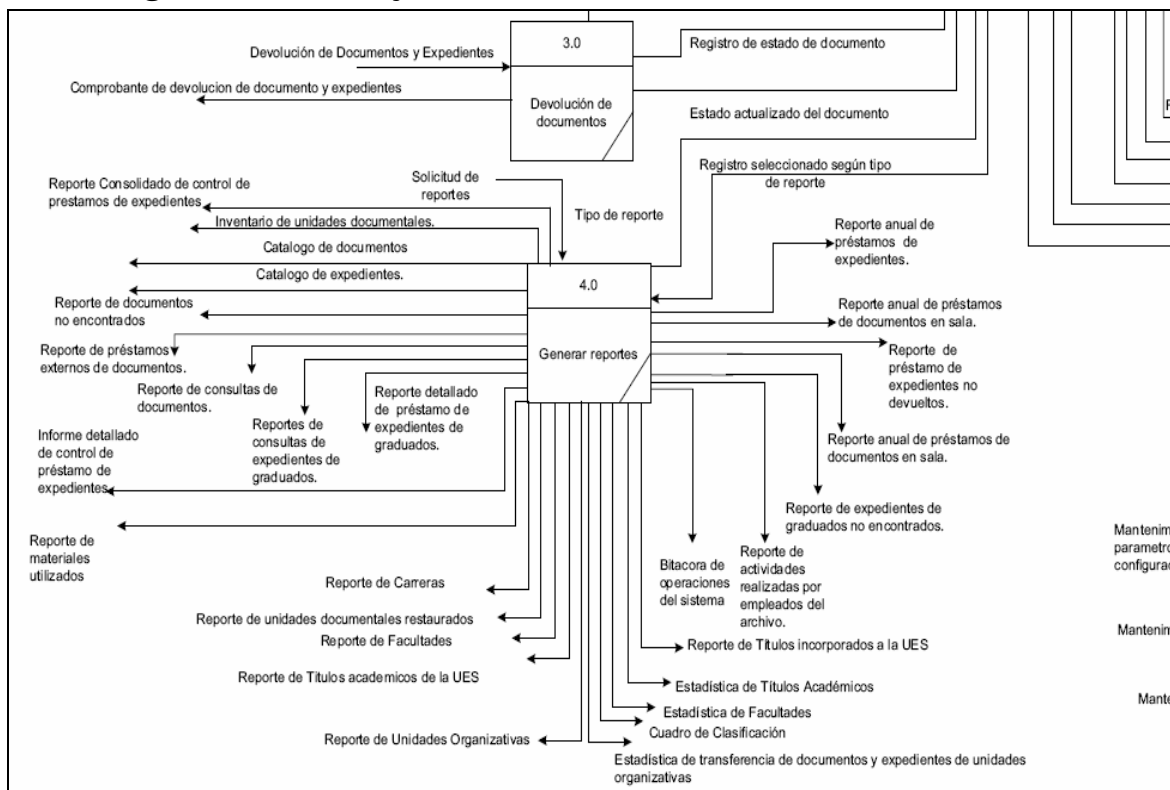 3.0
Devolución de Documentos y Expedientes
Registro de estado de documento
Comprobante de devolucion de documento y expedientes
Devolución de
documentos
Estado actualizado del documento
Reporte Consolidado de control de
prestamos de expedientes
Solicitud de
reportes
Registro seleccionado según tipo
de reporte
Tipo de reporte
Inventario de unidades documentales.
Reporte anual de
préstamos de
expedientes.
Catalogo de documentos
Catalogo de expedientes.
4.0
Reporte de documentos
no encontrados
Reporte anual de préstamos
de documentos en sala.
Generar reportes
Reporte de préstamos
externos de documentos.
Reporte de
préstamo de
expedientes no
devueltos.
Reporte de consultas de
documentos.
Reporte detallado
de préstamo de
expedientes de
graduados.
Reportes de
consultas de
expedientes de
graduados.
Informe detallado
de control de
préstamo de
expedientes
Reporte anual de préstamos de
documentos en sala.
Reporte de expedientes de
graduados no encontrados.
Reporte de
materiales
utilizados
Bitacora de
operaciones
del sistema
Reporte de
actividades
realizadas por
empleados del
archivo.
Mantenim
parametro
configurac
Reporte de Carreras
Reporte de unidades documentales restaurados
Reporte de Facultades
Reporte de Titulos academicos de la UES
Reporte de Títulos incorporados a la UES
Mantenim
Estadística de Títulos Académicos
Mante
Estadística de Facultades
Cuadro de Clasificación
Reporte de Unidades Organizativas
Estadística de transferencia de documentos y expedientes de unidades
organizativas